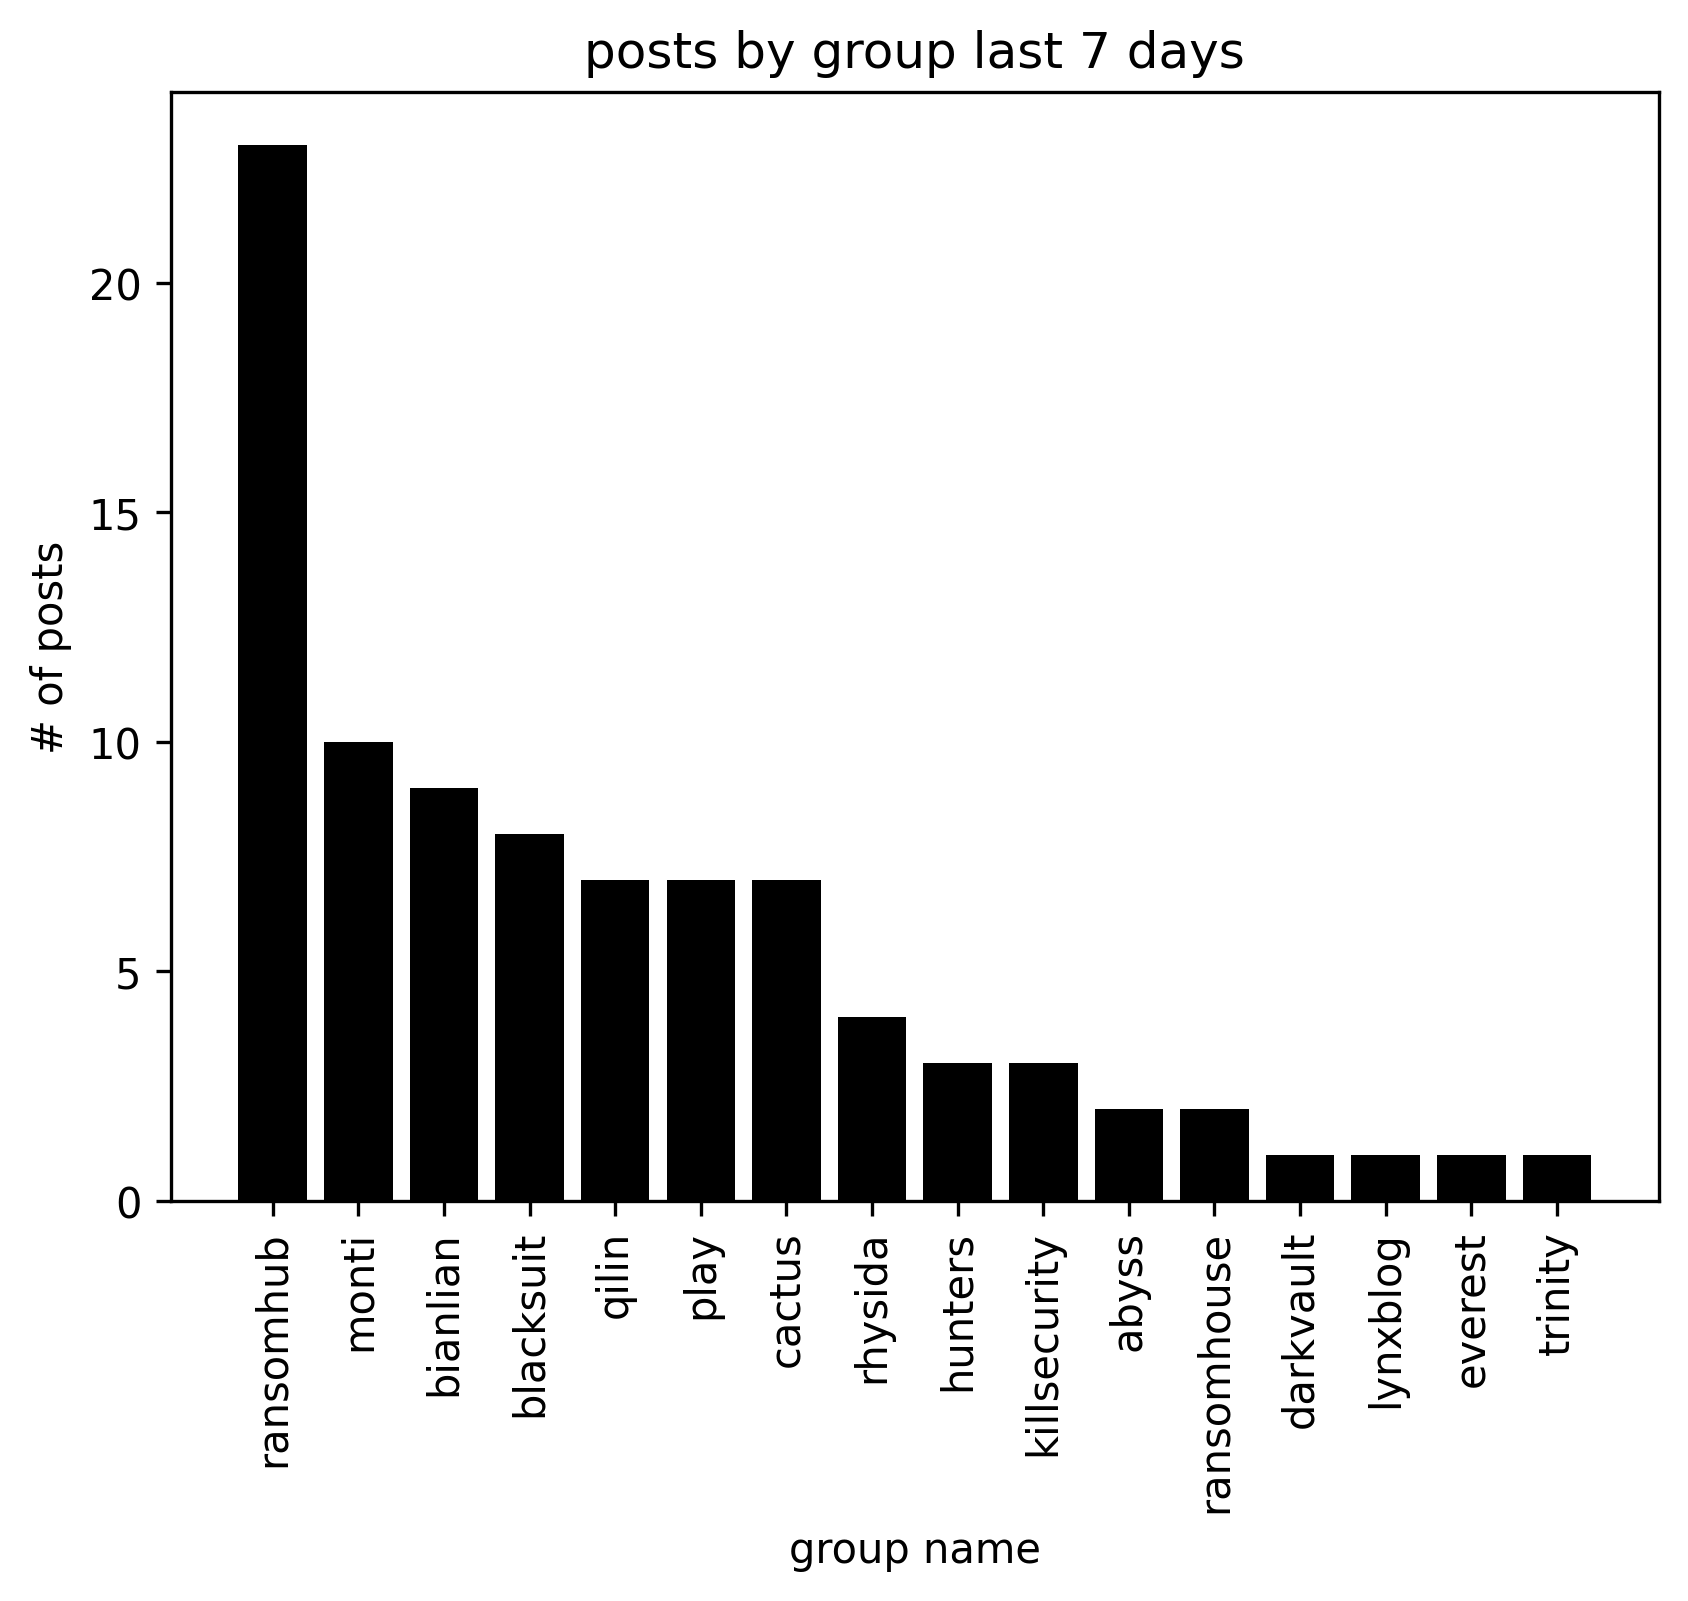 posts by group last 7 days
# of posts
20
15
10
5
0
ransomhub
monti
bianlian
blacksuit
qilin
play
cactus
rhysida
hunters
killsecurity
abyss
ransomhouse
darkvault
lynxblog
everest
trinity
group name